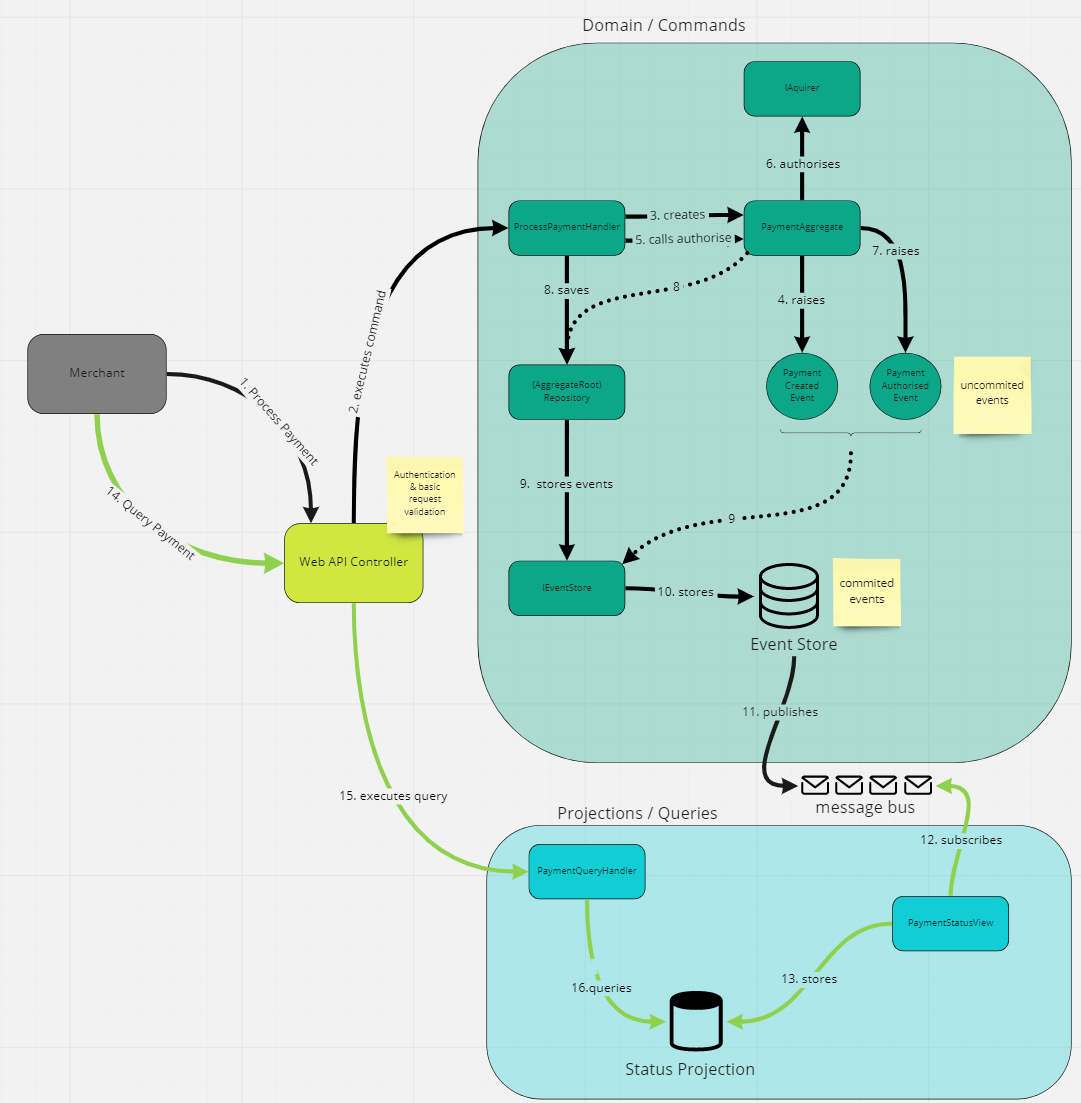 Domain / Commands
IAquirer
6. authorises
ProcessPaymentHandler
3. creates
5. calls authorise
PaymentAggregate
7. raises
8. saves
8
4. raises
2. executes command
Merchant
1. Process Payment
(AggregateRoot)
Repository
Payment
Created
Event
Payment
Authorised
Event
uncommited
events
14. Query Payment
Authentication
& basic
request
validation
9. stores events
9
Web API Controller
IEventStore
10. stores
commited
events
Event Store
11. publishes
15. executes query
message bus
Projections / Queries
12. subscribes
PaymentQueryHandler
PaymentStatusView
16.queries
13. stores
Status Projection